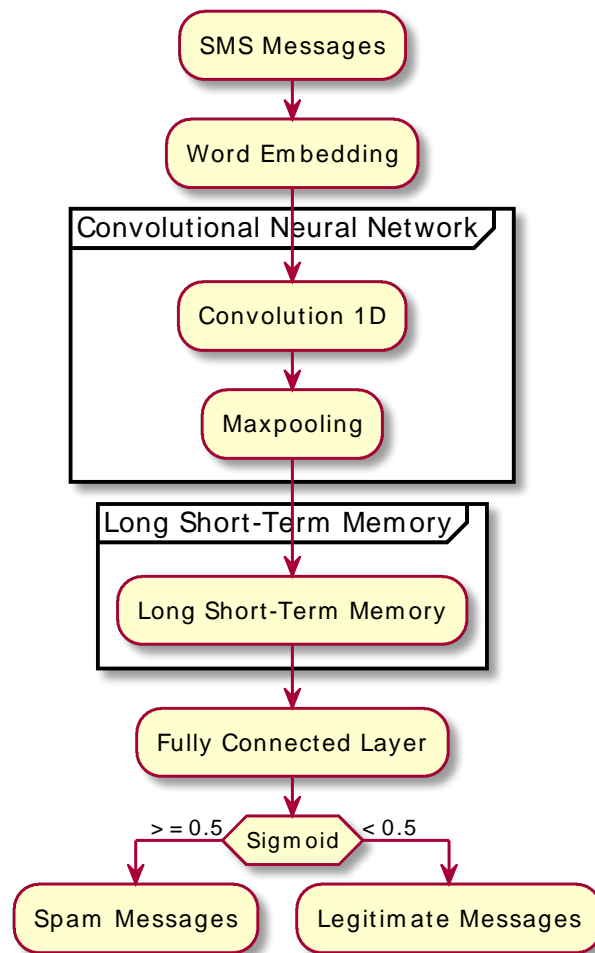 SMS Messages
Word Embedding
Convolutional Neural Network
Convolution 1D
Maxpooling
Long Short-Term Memory
Long Short-Term Memory
Fully Connected Layer
>=0.5
Sigmoid
<0.5
Spam Messages
Legitimate Messages